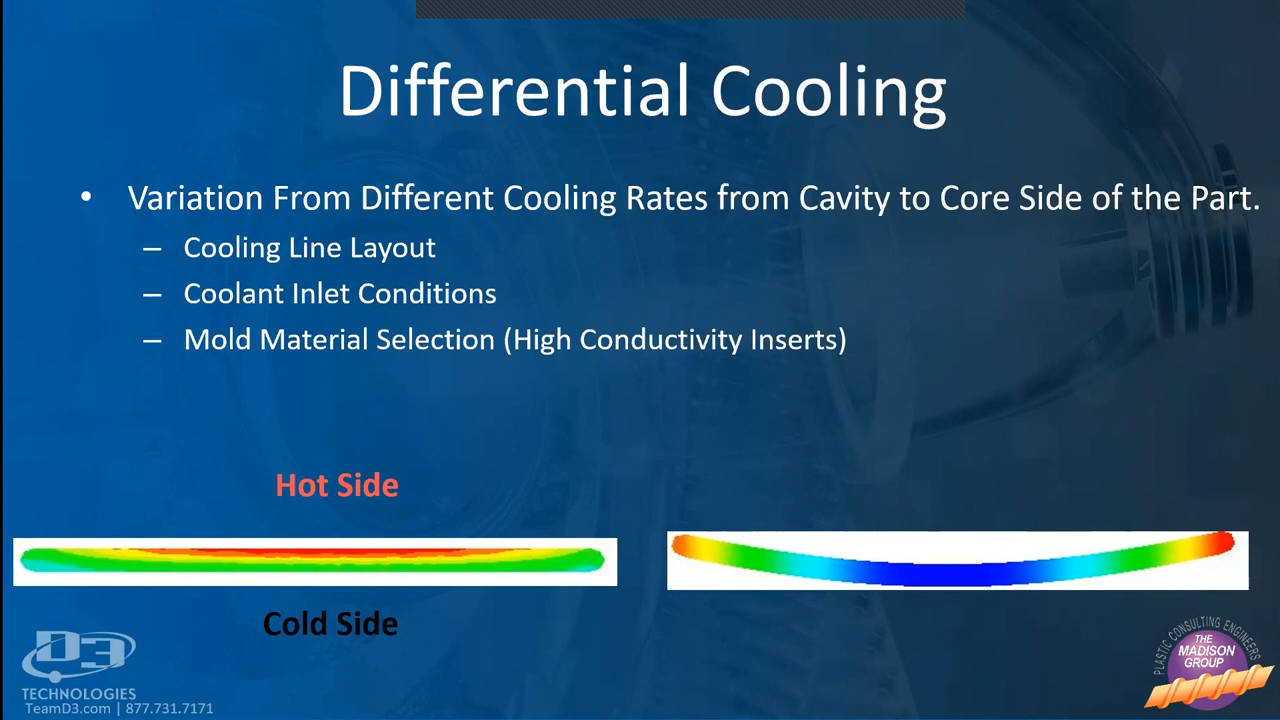 Differential Cooling
• Variation From Different Cooling Rates from Cavity to Core Side of the Part.
– Cooling Line Layout
– Coolant Inlet Conditions
– Mold Material Selection (High Conductivity Inserts)
Hot Side
Cold Side
D3
TECHNOLOGIES
TeamD3.com | 877.731.7171
PLASTIC CONSULTING ENGINEERS
THE
MADISON
GROUP